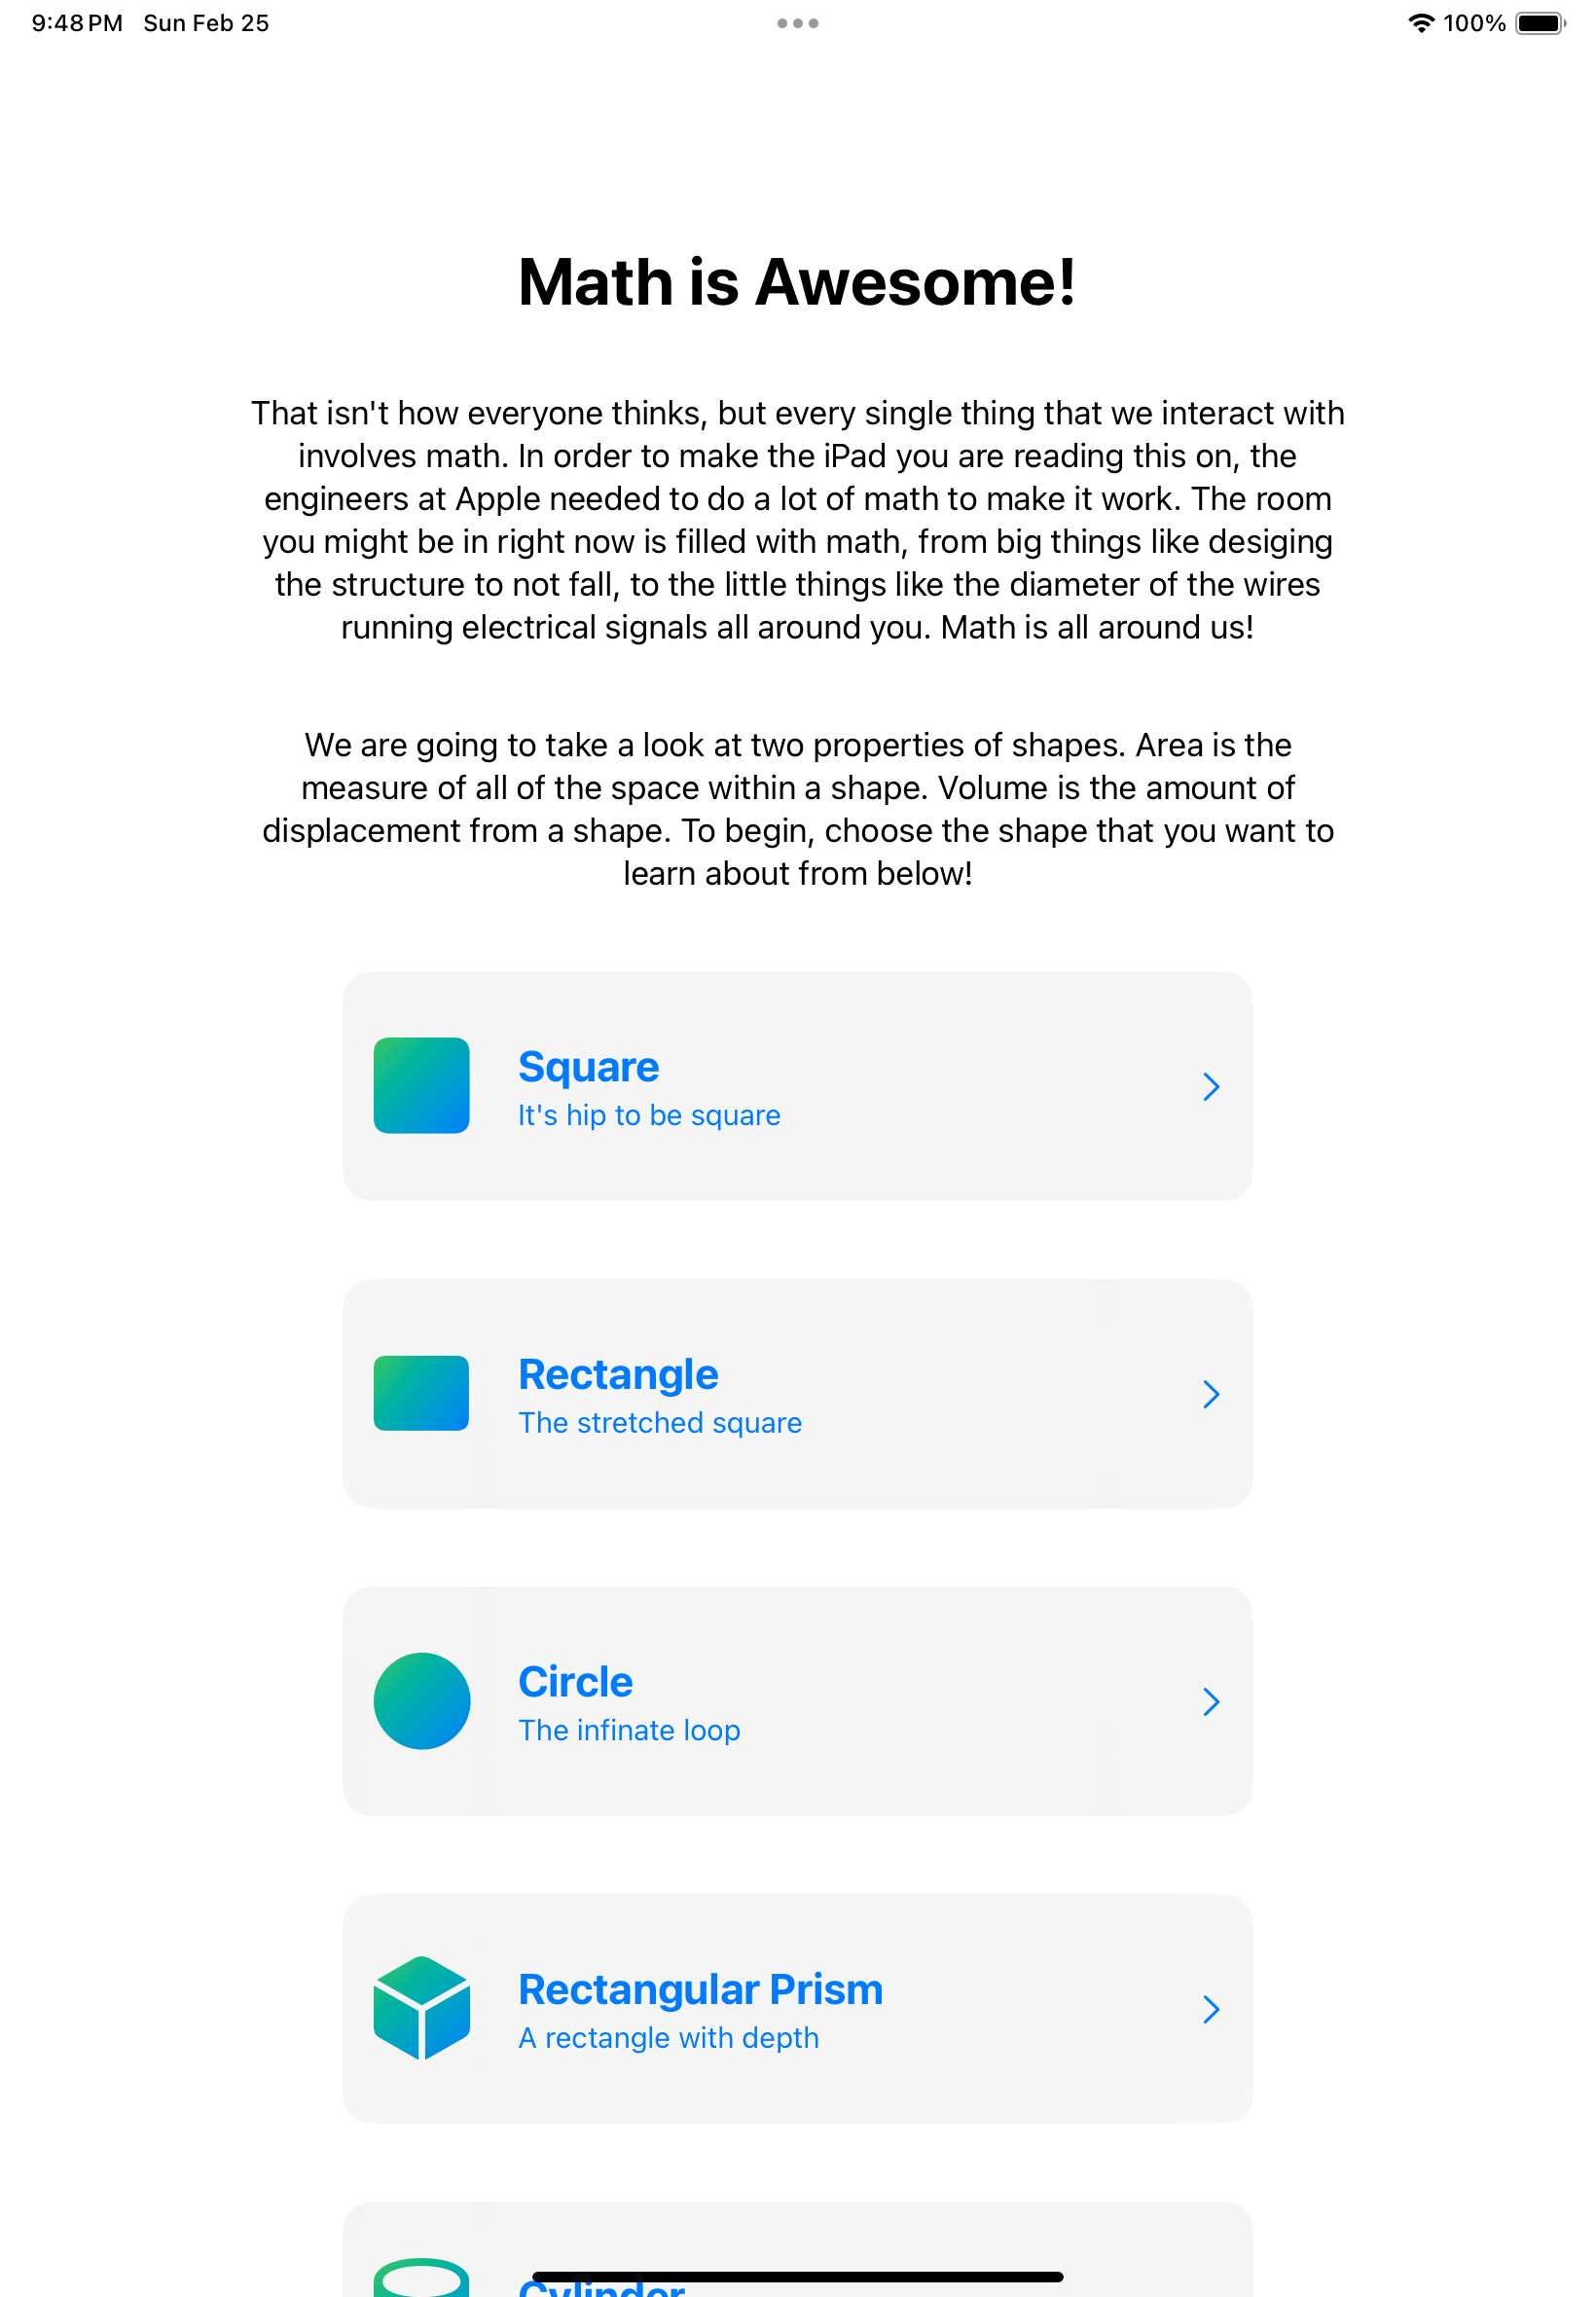 9:48 PM Sun Feb 25
100%
Math is Awesome!
That isn't how everyone thinks, but every single thing that we interact with
involves math. In order to make the iPad you are reading this on, the
engineers at Apple needed to do a lot of math to make it work. The room
you might be in right now is filled with math, from big things like desiging
the structure to not fall, to the little things like the diameter of the wires
running electrical signals all around you. Math is all around us!
We are going to take a look at two properties of shapes. Area is the
measure of all of the space within a shape. Volume is the amount of
displacement from a shape. To begin, choose the shape that you want to
learn about from below!
Square
It's hip to be square
Rectangle
The stretched square
Circle
The infinate loop
Rectangular Prism
A rectangle with depth
Cylinder